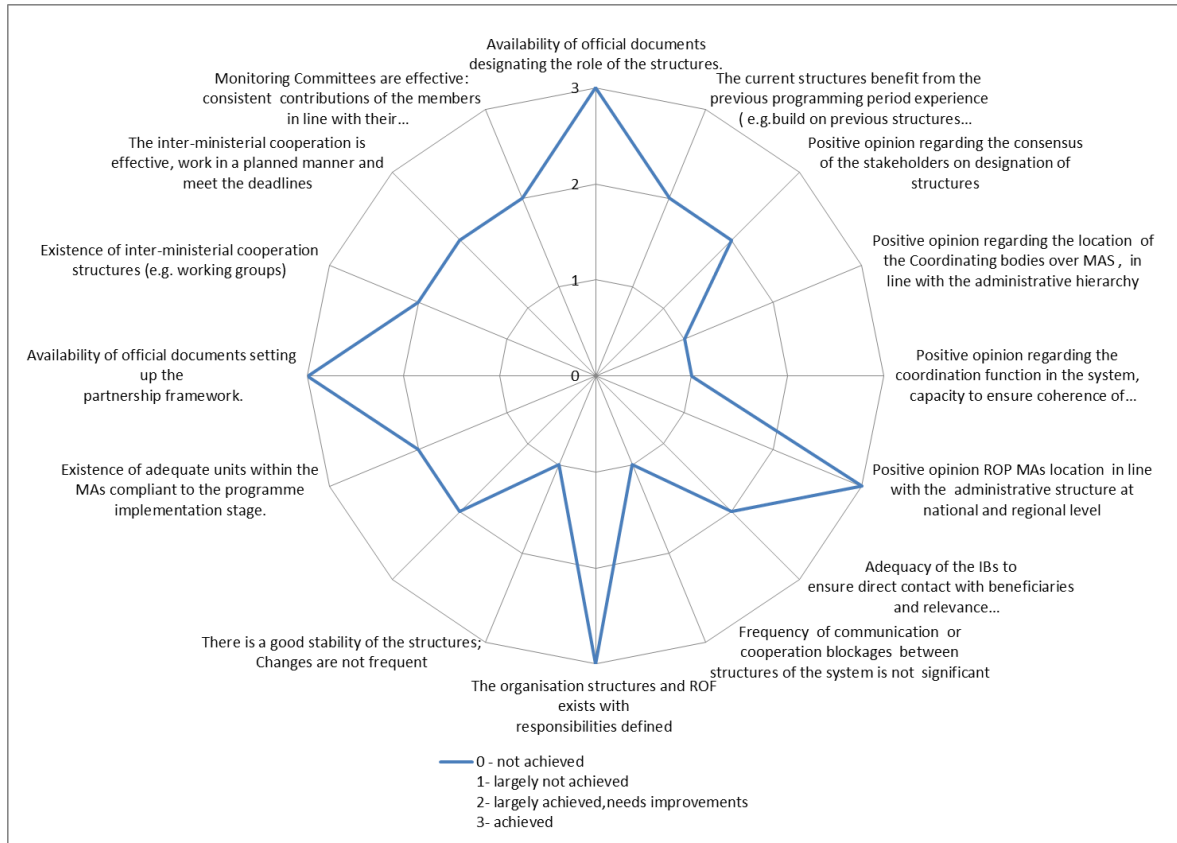 Availability of official documents
designating the role of the structures.
The current structures benefit from the
previous programming period experience
( e.g.build on previous structures...
Positive opinion regarding the consensus
of the stakeholders on designation of
structures
Positive opinion regarding the location of
the Coordinating bodies over MAS , in
line with the administrative hierarchy
Positive opinion regarding the
coordination function in the system,
capacity to ensure coherence of...
Positive opinion ROP MAs location in line
with the administrative structure at
national and regional level
Adequacy of the IBs to
ensure direct contact with beneficiaries
and relevance...
Frequency of communication or
cooperation blockages between
structures of the system is not significant
The organisation structures and ROF
exists with
responsibilities defined
There is a good stability of the structures;
Changes are not frequent
Existence of adequate units within the
MAs compliant to the programme
implementation stage.
Availability of official documents setting
up the
partnership framework.
Existence of inter-ministerial cooperation
structures (e.g. working groups)
The inter-ministerial cooperation is
effective, work in a planned manner and
meet the deadlines
Monitoring Committees are effective:
consistent contributions of the members
in line with their...
3
2
1
0
0 - not achieved
1- largely not achieved
2- largely achieved,needs improvements
3- achieved